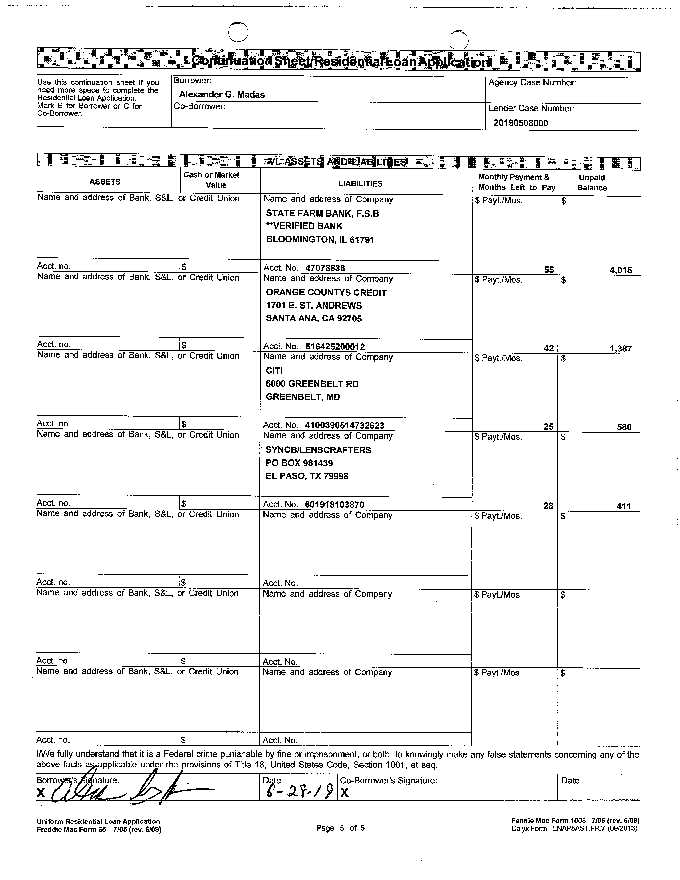 Continuation Sheet/Residential Loan Application
Use this continuation sheet if you
need more space to complete the
Residential Loan Application.
Mark B for Borrower or C for
Co-Borrower.
Borrower:
Alexander G. Madas
Co-Borrower:
Agency Case Number:
Lender Case Number:
20190508000
VI. ASSETS AND LIABILITIES
ASSETS
Cash or Market
Value
LIABILITIES
Monthly Payment &
Months Left to Pay
Unpaid
Balance
Name and address of Bank, S&L, or Credit Union
Name and address of Company
$ Payt./Mos.
$
STATE FARM BANK, F.S.B
**VERIFIED BANK
BLOOMINGTON, IL 61791
Acct. no.
$
Acct. No. 47078838
55
4,015
Name and address of Bank, S&L, or Credit Union
Name and address of Company
$ Payt./Mos.
$
ORANGE COUNTYS CREDIT
1701 E. ST. ANDREWS
SANTA ANA, CA 92705
Acct. no.
$
Acct. No. 516425200012
42
1,387
Name and address of Bank, S&L, or Credit Union
Name and address of Company
$ Payt./Mos.
$
CITI
6000 GREENBELT RD
GREENBELT, MD
Acct. no.
$
Acct. No. 4100390514732623
25
580
Name and address of Bank, S&L, or Credit Union
Name and address of Company
$ Payt./Mos.
$
SYNCB/LENSCRAFTERS
PO BOX 981439
EL PASO, TX 79998
Acct. no.
$
Acct. No. 601918103870
28
411
Name and address of Bank, S&L, or Credit Union
Name and address of Company
$ Payt./Mos.
$
Acct. no.
$
Acct. No.
Name and address of Bank, S&L, or Credit Union
Name and address of Company
$ Payt./Mos
$
Acct. no.
$
Acct. No.
Name and address of Bank, S&L, or Credit Union
Name and address of Company
$ Payt./Mos
$
Acct. no.
$
Acct. No.
I/We fully understand that it is a Federal crime punishable by fine or imprisonment, or both, to knowingly make any false statements concerning any of the
above facts as applicable under the provisions of Title 18, United States Code, Section 1001, et seq.
Borrower's Signature:
X
Date
6-28-19
Co-Borrower's Signature:
X
Date
Uniform Residential Loan Application
Freddie Mac Form 65 7/05 (rev. 6/09)
Page 5 of 5
Fannie Mae Form 1003 7/05 (rev. 6/09)
Calyx Form
(09/2013)